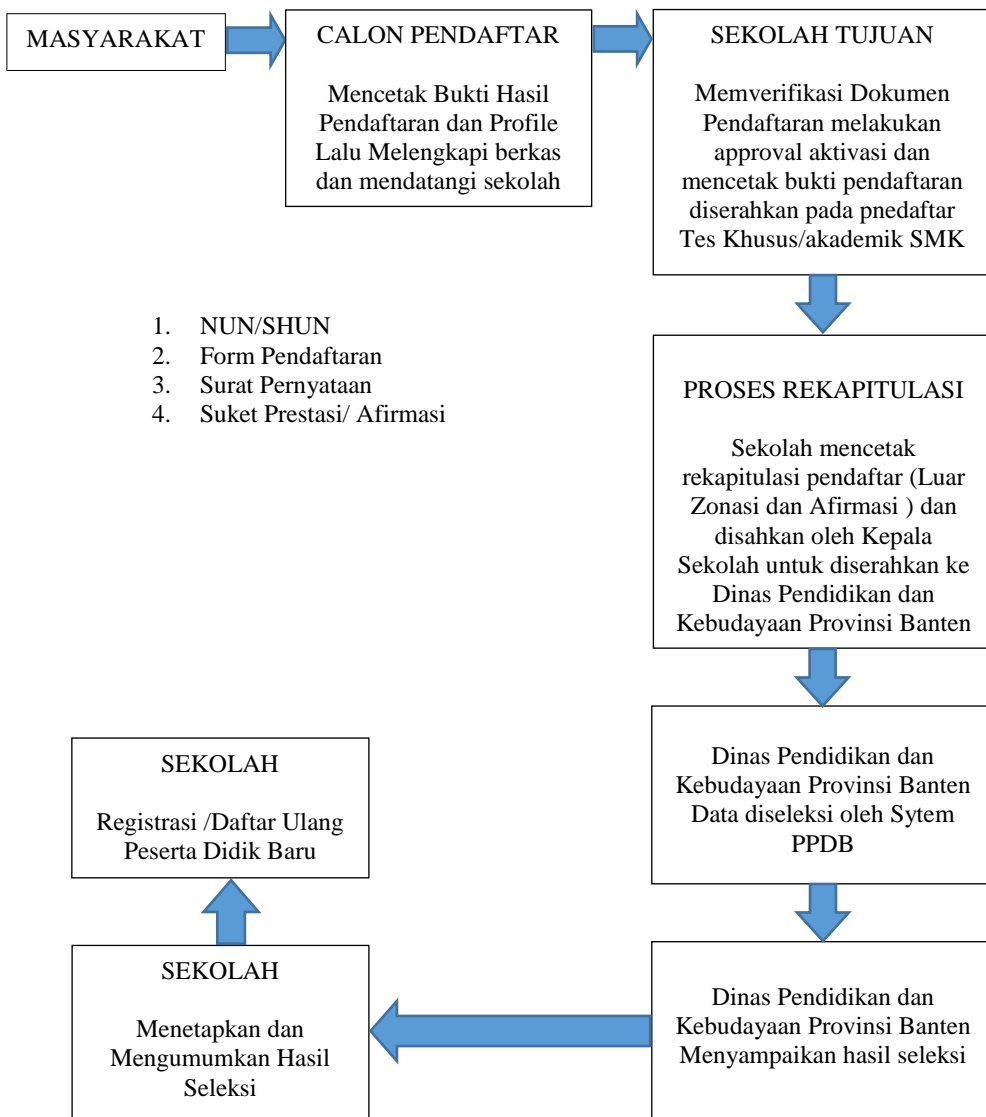 MASYARAKAT
CALON PENDAFTAR
Mencetak Bukti Hasil
Pendaftaran dan Profile
Lalu Melengkapi berkas
dan mendatangi sekolah
SEKOLAH TUJUAN
Memverifikasi Dokumen
Pendaftaran melakukan
approval aktivasi dan
mencetak bukti pendaftaran
diserahkan pada pnedaftar
Tes Khusus/akademik SMK
1. NUN/SHUN
2. Form Pendaftaran
3. Surat Pernyataan
4. Suket Prestasi/ Afirmasi
PROSES REKAPITULASI
Sekolah mencetak
rekapitulasi pendaftar (Luar
Zonasi dan Afirmasi ) dan
disahkan oleh Kepala
Sekolah untuk diserahkan ke
Dinas Pendidikan dan
Kebudayaan Provinsi Banten
Dinas Pendidikan dan
Kebudayaan Provinsi Banten
Data diseleksi oleh Sytem
PPDB
Dinas Pendidikan dan
Kebudayaan Provinsi Banten
Menyampaikan hasil seleksi
SEKOLAH
Menetapkan dan
Mengumumkan Hasil
Seleksi
SEKOLAH
Registrasi /Daftar Ulang
Peserta Didik Baru